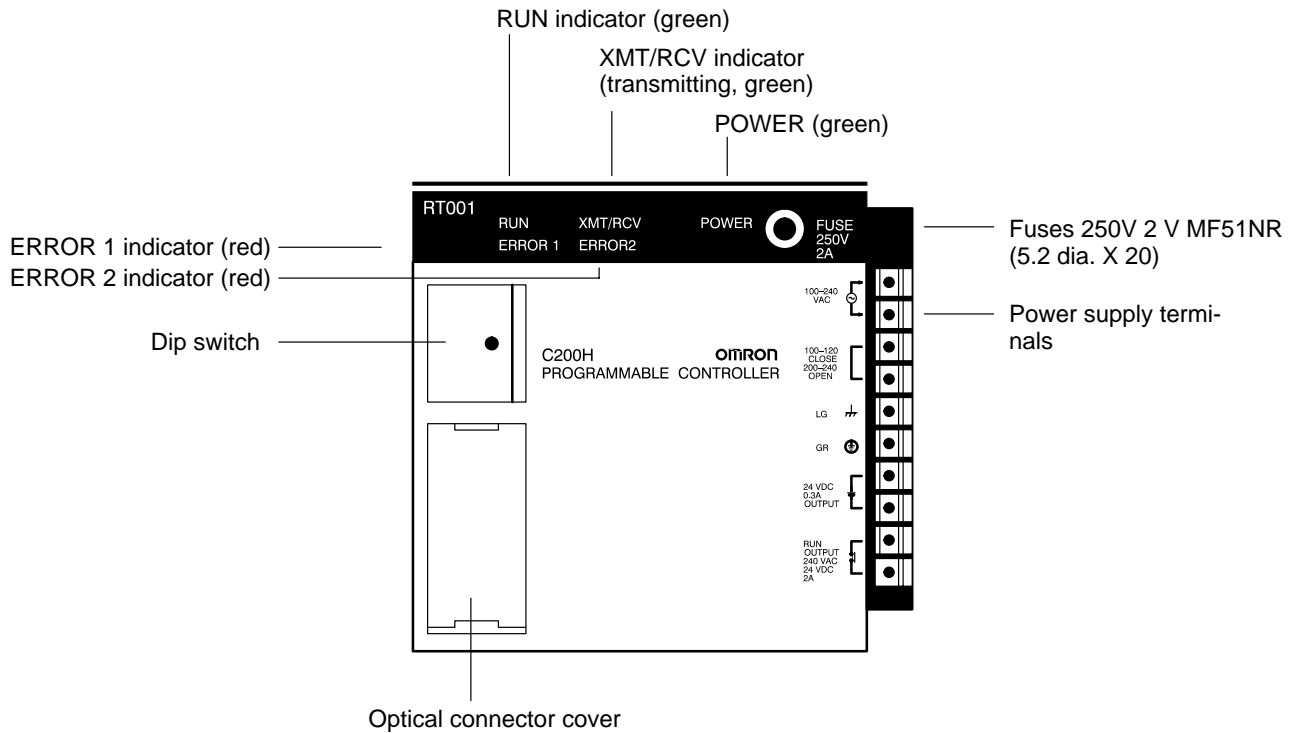 RUN indicator (green)
XMT/RCV indicator
(transmitting, green)
POWER (green)
RT001
RUN
XMT/RCV
POWER
FUSE
250V
2A
ERROR 1
ERROR2
ERROR 1 indicator (red)
ERROR 2 indicator (red)
Fuses 250V 2 V MF51NR
(5.2 dia. X 20)
Power supply termi-
nals
Dip switch
C200H
OMRON
PROGRAMMABLE CONTROLLER
100–240
VAC
100–120
CLOSE
200–240
OPEN
LG
GR
24 VDC
0.3A
OUTPUT
RUN
OUTPUT
240 VAC
24 VDC
2A
Optical connector cover